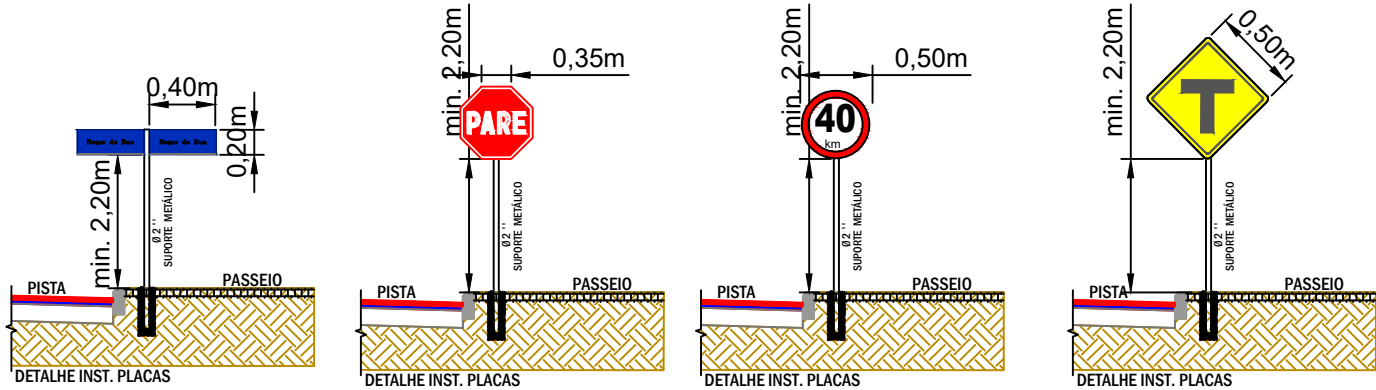 0,40m
Nome da Rua
Nome da Rua
0,20m
min. 2,20m
Ø2''
SUPORTE METÁLICO
PISTA
PASSEIO
DETALHE INST. PLACAS
min. 2,20m
0,35m
PARE
Ø2''
SUPORTE METÁLICO
PISTA
PASSEIO
DETALHE INST. PLACAS
min. 2,20m
0,50m
40
km
Ø2''
SUPORTE METÁLICO
PISTA
PASSEIO
DETALHE INST. PLACAS
min. 2,20m
0,50m
T
Ø2''
SUPORTE METÁLICO
PISTA
PASSEIO
DETALHE INST. PLACAS